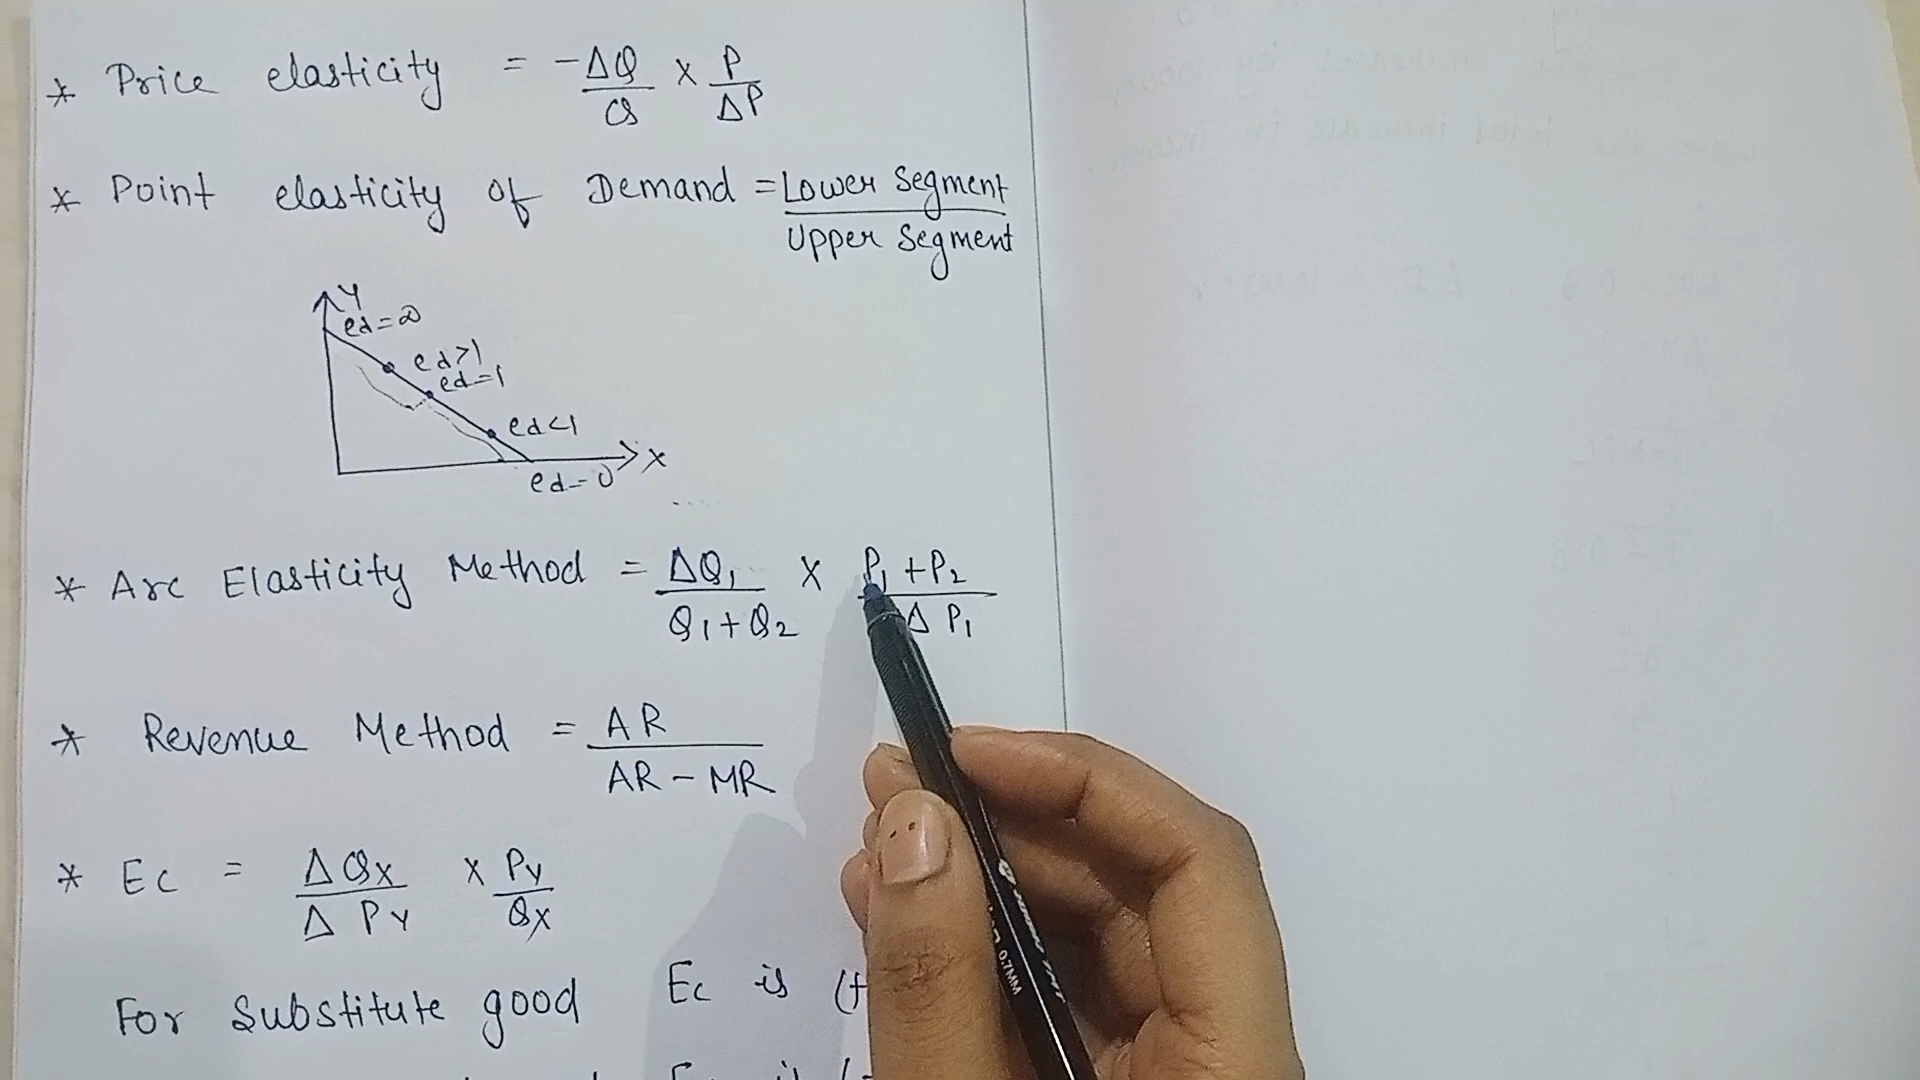 * Price elasticity = -ΔQ/Q × P/ΔP
* Point elasticity of Demand = Lower Segment/Upper Segment
Y
ed=∞
ed>1
ed=1
ed<1
X
ed=0
* Arc Elasticity Method = ΔQ1/Q1+Q2 × P1+P2/ΔP1
* Revenue Method = AR/AR-MR
* Ec = ΔQx/ΔPy × Py/Qx
For Substitute good Ec is (+
0.7MM